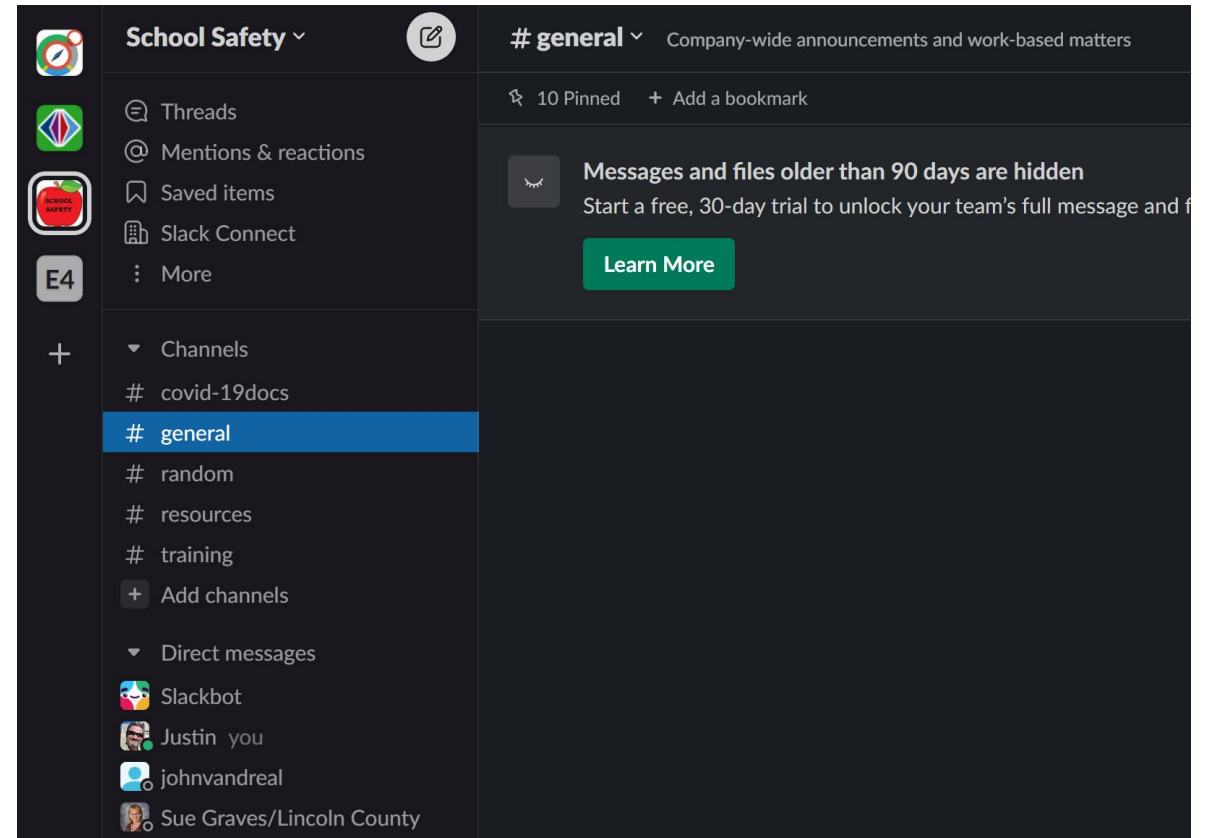 School Safety
# general Company-wide announcements and work-based matters
10 Pinned + Add a bookmark
Threads
Mentions & reactions
Saved items
Slack Connect
More
SCHOOL
SAFETY
E4
+
Messages and files older than 90 days are hidden
Start a free, 30-day trial to unlock your team’s full message and f
Learn More
Channels
# covid-19docs
# general
# random
# resources
# training
+ Add channels
Direct messages
Slackbot
Justin you
johnvandreal
Sue Graves/Lincoln County